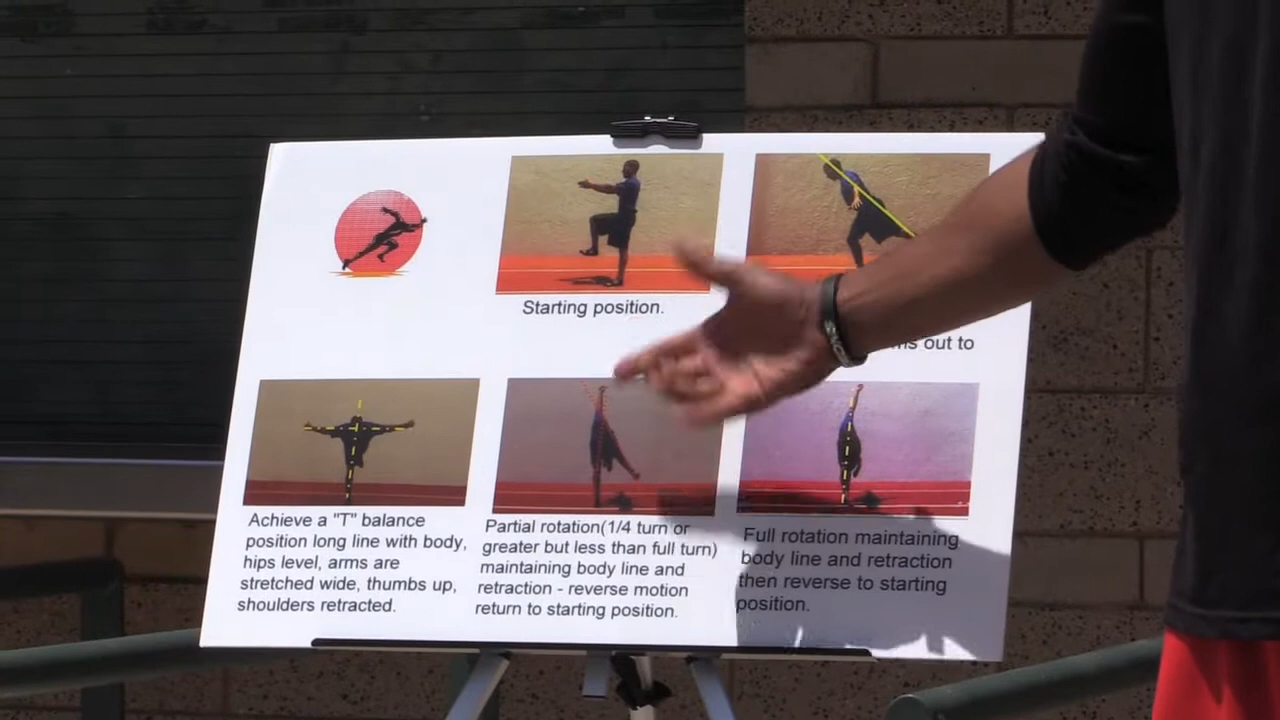 Starting position.
out to
Achieve a "T" balance
position long line with body,
hips level, arms are
stretched wide, thumbs up,
shoulders retracted.
Partial rotation(1/4 turn or
greater but less than full turn)
maintaining body line and
retraction - reverse motion
return to starting position.
Full rotation maintaining
body line and retraction
then reverse to starting
position.